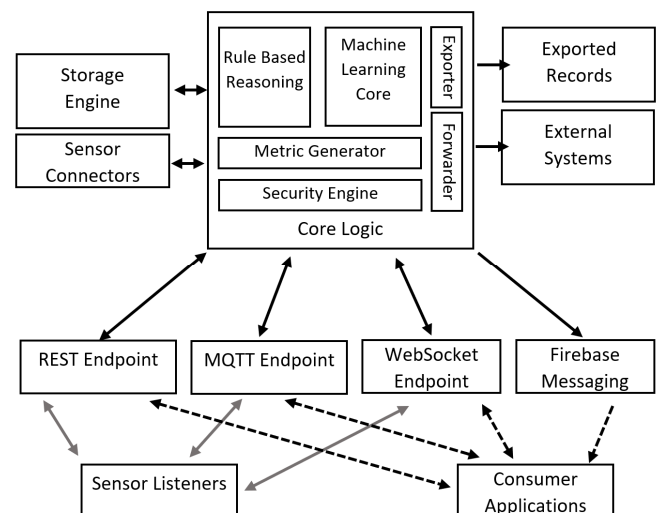 Storage
Engine
Sensor
Connectors
Rule Based
Reasoning
Machine
Learning
Core
Exporter
Forwarder
Metric Generator
Security Engine
Core Logic
Exported
Records
External
Systems
REST Endpoint
MQTT Endpoint
WebSocket
Endpoint
Firebase
Messaging
Sensor Listeners
Consumer
Applications